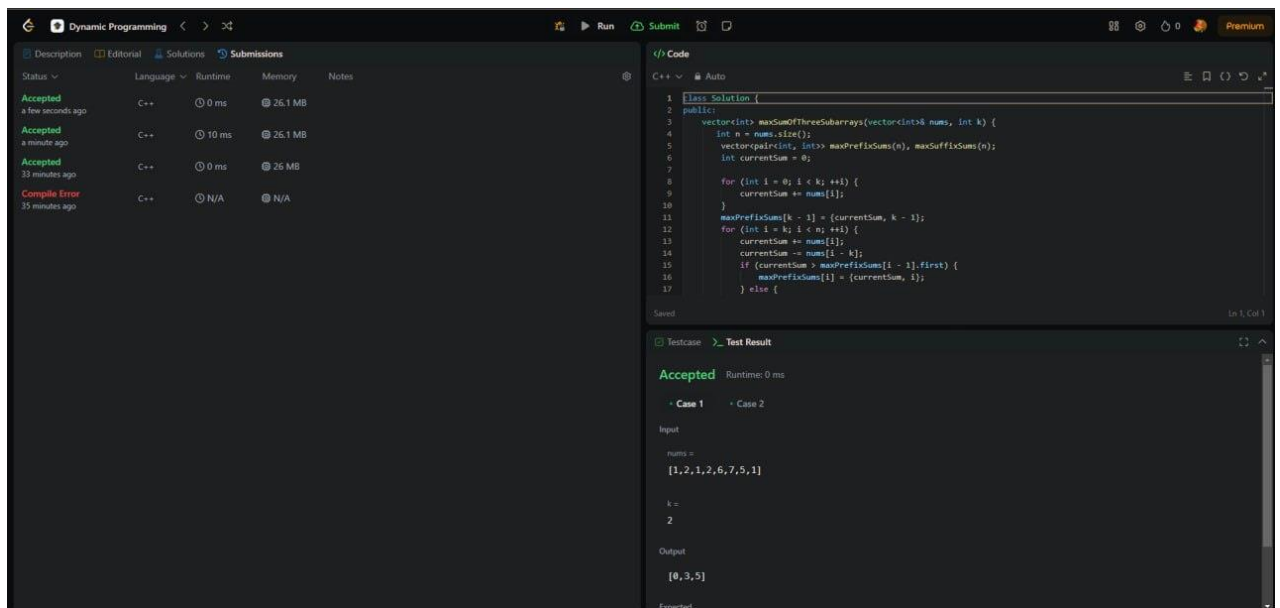 Dynamic Programming
Run
Submit
0
Premium
Description Editorial Solutions Submissions
Status Language Runtime Memory Notes
Accepted
a few seconds ago
C++ 0 ms 26.1 MB
Accepted
a minute ago
C++ 10 ms 26.1 MB
Accepted
33 minutes ago
C++ 0 ms 26 MB
Compile Error
35 minutes ago
C++ N/A N/A
</> Code
C++ Auto
1 class Solution {
2 public:
3 vector<int> maxSumOfThreeSubarrays(vector<int>& nums, int k) {
4 int n = nums.size();
5 vector<pair<int, int>> maxPrefixSums(n), maxSuffixSums(n);
6 int currentSum = 0;
7
8 for (int i = 0; i < k; ++i) {
9 currentSum += nums[i];
10 }
11 maxPrefixSums[k - 1] = {currentSum, k - 1};
12 for (int i = k; i < n; ++i) {
13 currentSum += nums[i];
14 currentSum -= nums[i - k];
15 if (currentSum > maxPrefixSums[i - 1].first) {
16 maxPrefixSums[i] = {currentSum, i};
17 } else {
Saved
Ln 1, Col 1
Testcase >_ Test Result
Accepted Runtime: 0 ms
• Case 1 • Case 2
Input
nums =
[1,2,1,2,6,7,5,1]
k =
2
Output
[0,3,5]
Expected